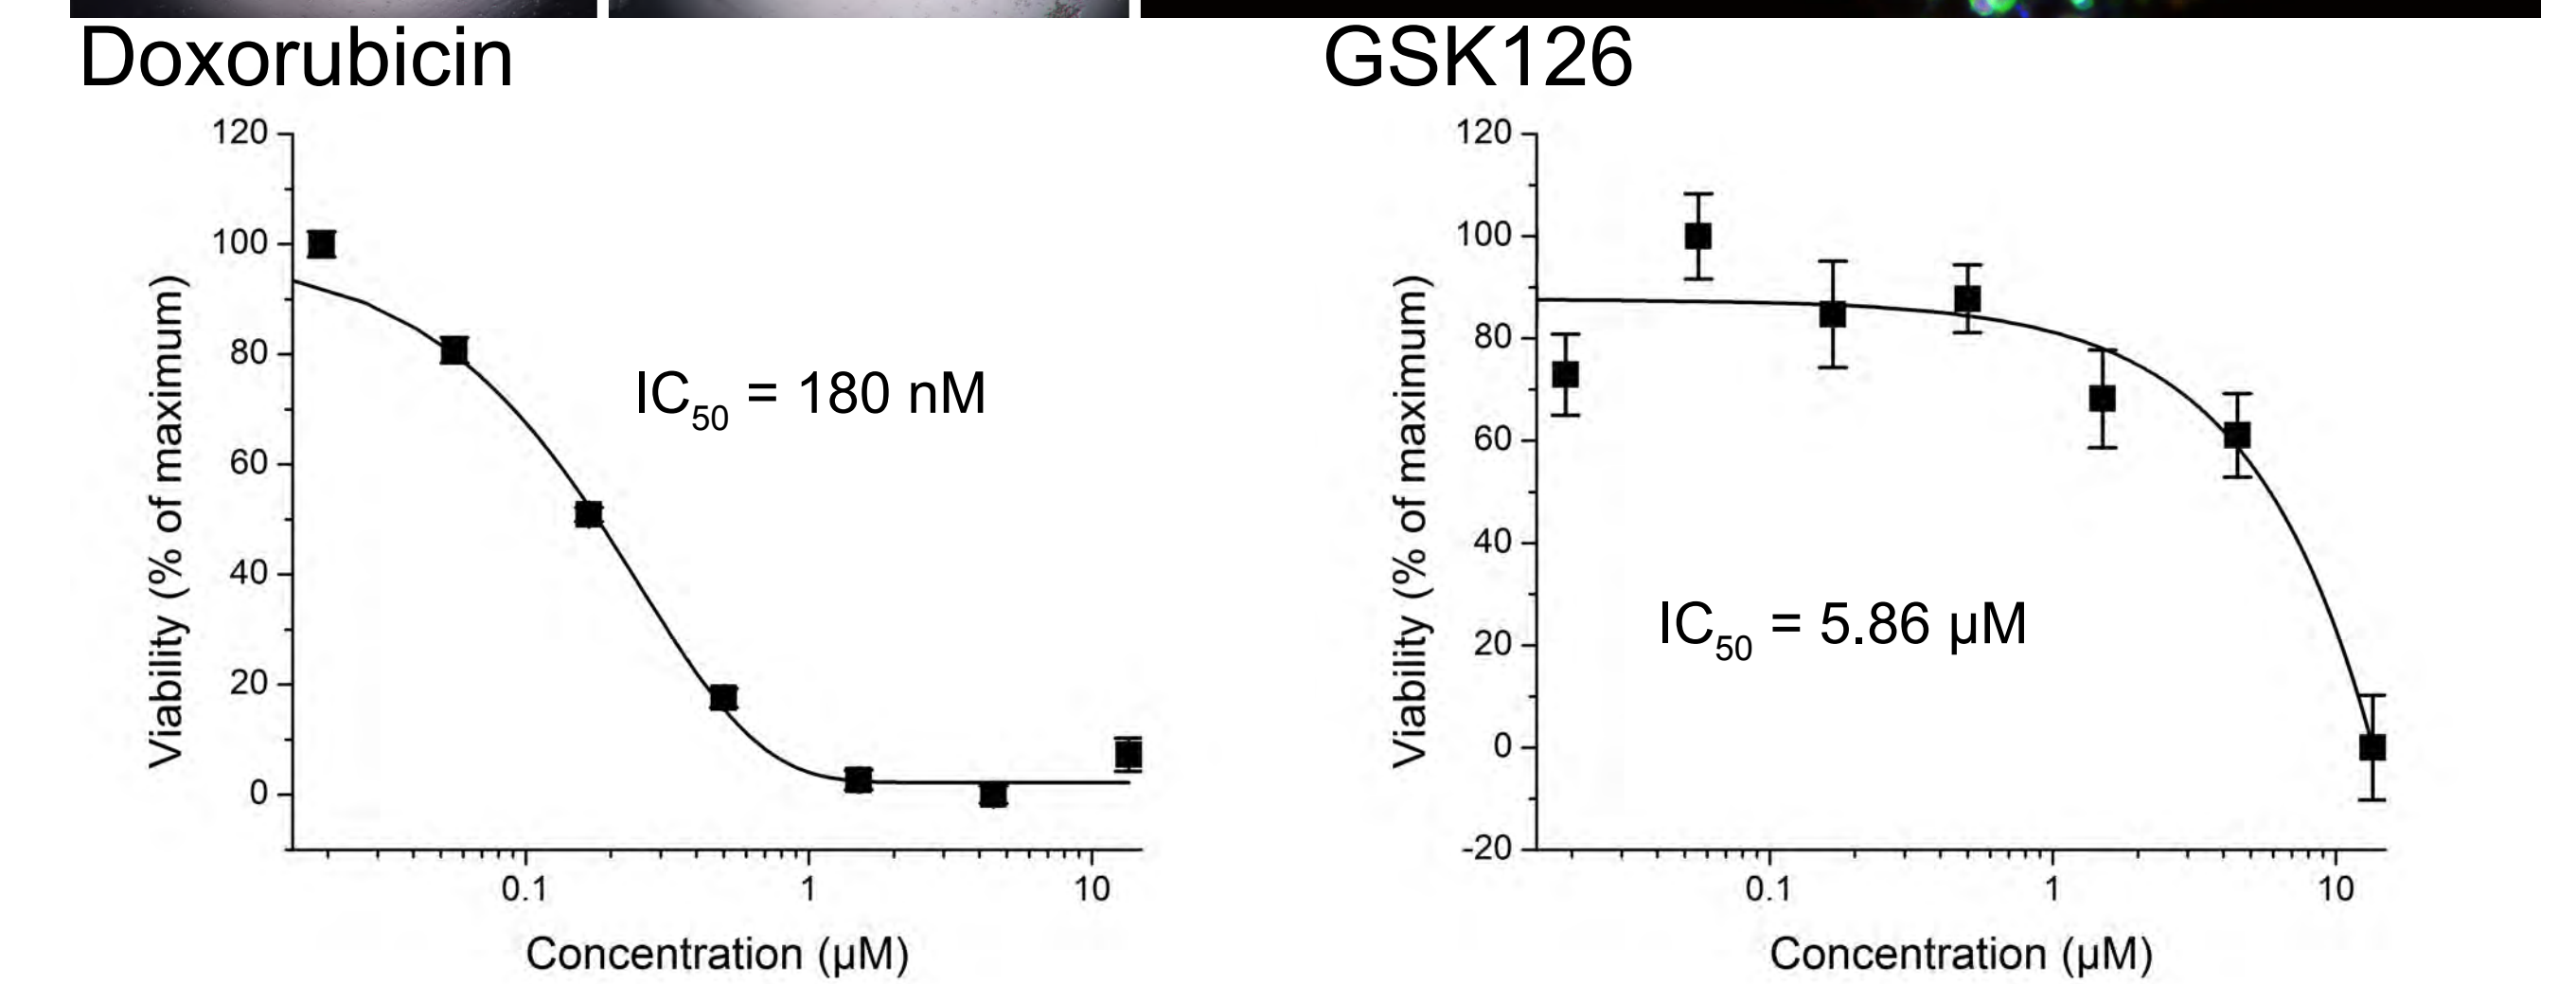 Doxorubicin
120
100
80
60
40
20
0
Viability (% of maximum)
IC50 = 180 nM
0.1
1
10
Concentration (µM)
GSK126
120
100
80
60
40
20
0
-20
Viability (% of maximum)
IC50 = 5.86 µM
0.1
1
10
Concentration (µM)